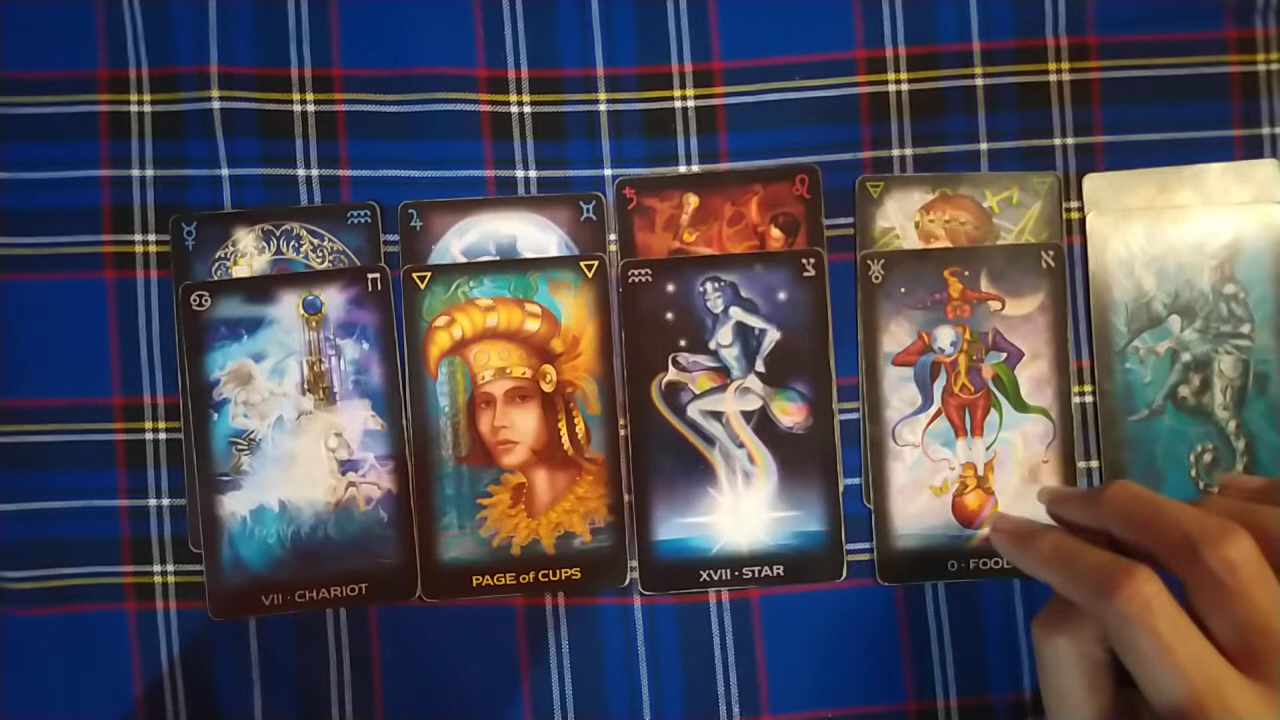 VII · CHARIOT
PAGE of CUPS
XVII · STAR
0 · FOOL